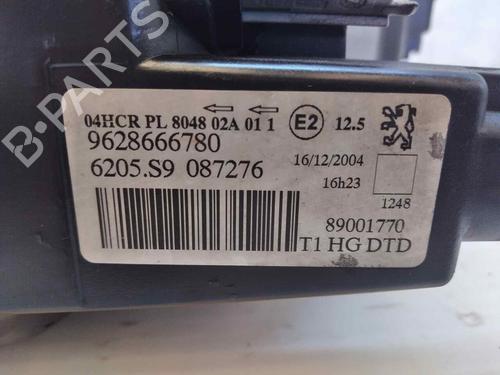 B-PARTS
04HCR PL 8048 02A 01 1 E2 12.5
9628666780
6205.S9 087276
16/12/2004
16h23
1248
89001770
T1 HG DTD